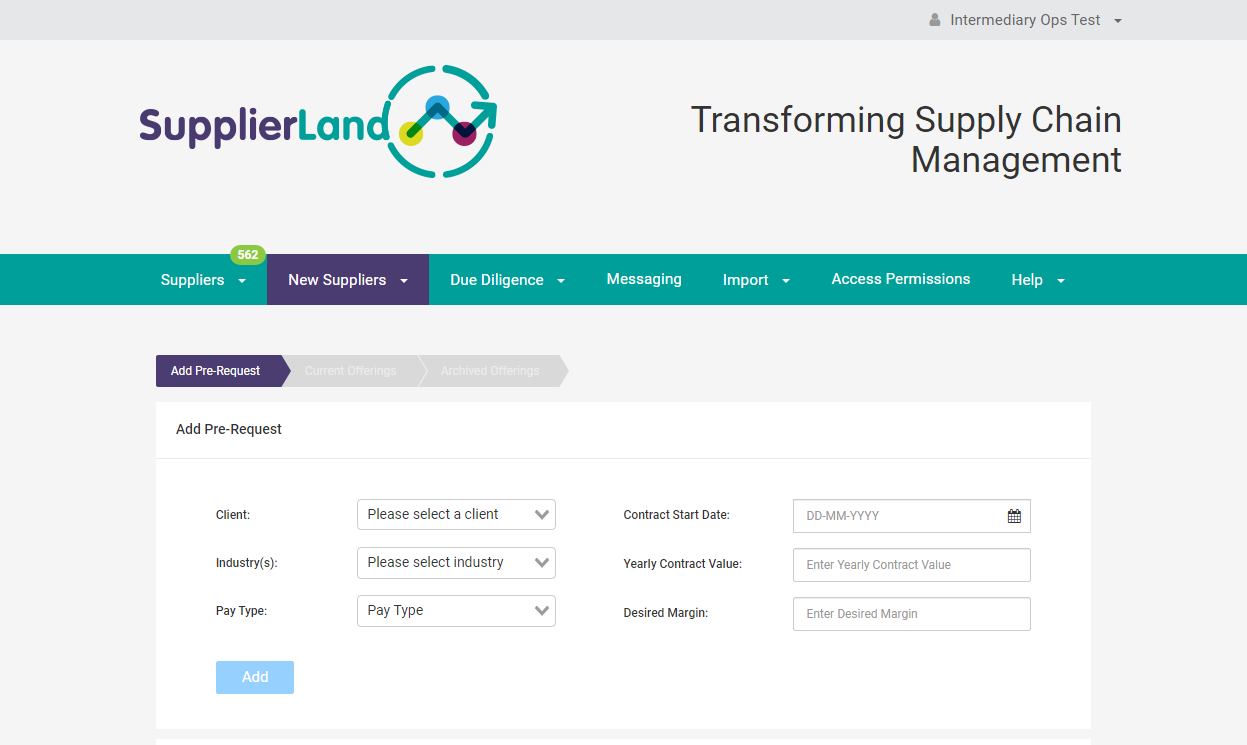 Intermediary Ops Test
SupplierLand
Transforming Supply Chain
Management
562
Suppliers New Suppliers Due Diligence Messaging Import Access Permissions Help
Add Pre-Request Current Offerings Archived Offerings
Add Pre-Request
Client: Please select a client Contract Start Date: DD-MM-YYYY
Industry(s): Please select industry Yearly Contract Value: Enter Yearly Contract Value
Pay Type: Pay Type Desired Margin: Enter Desired Margin
Add